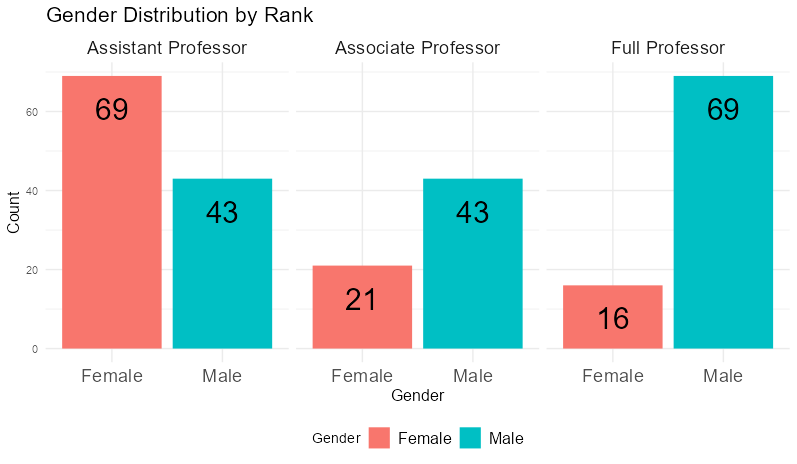 Gender Distribution by Rank
Assistant Professor Associate Professor Full Professor
60
40
20
0
Count
69 43 21 43 16 69
Female Male Female Male Female Male
Gender
Gender Female Male